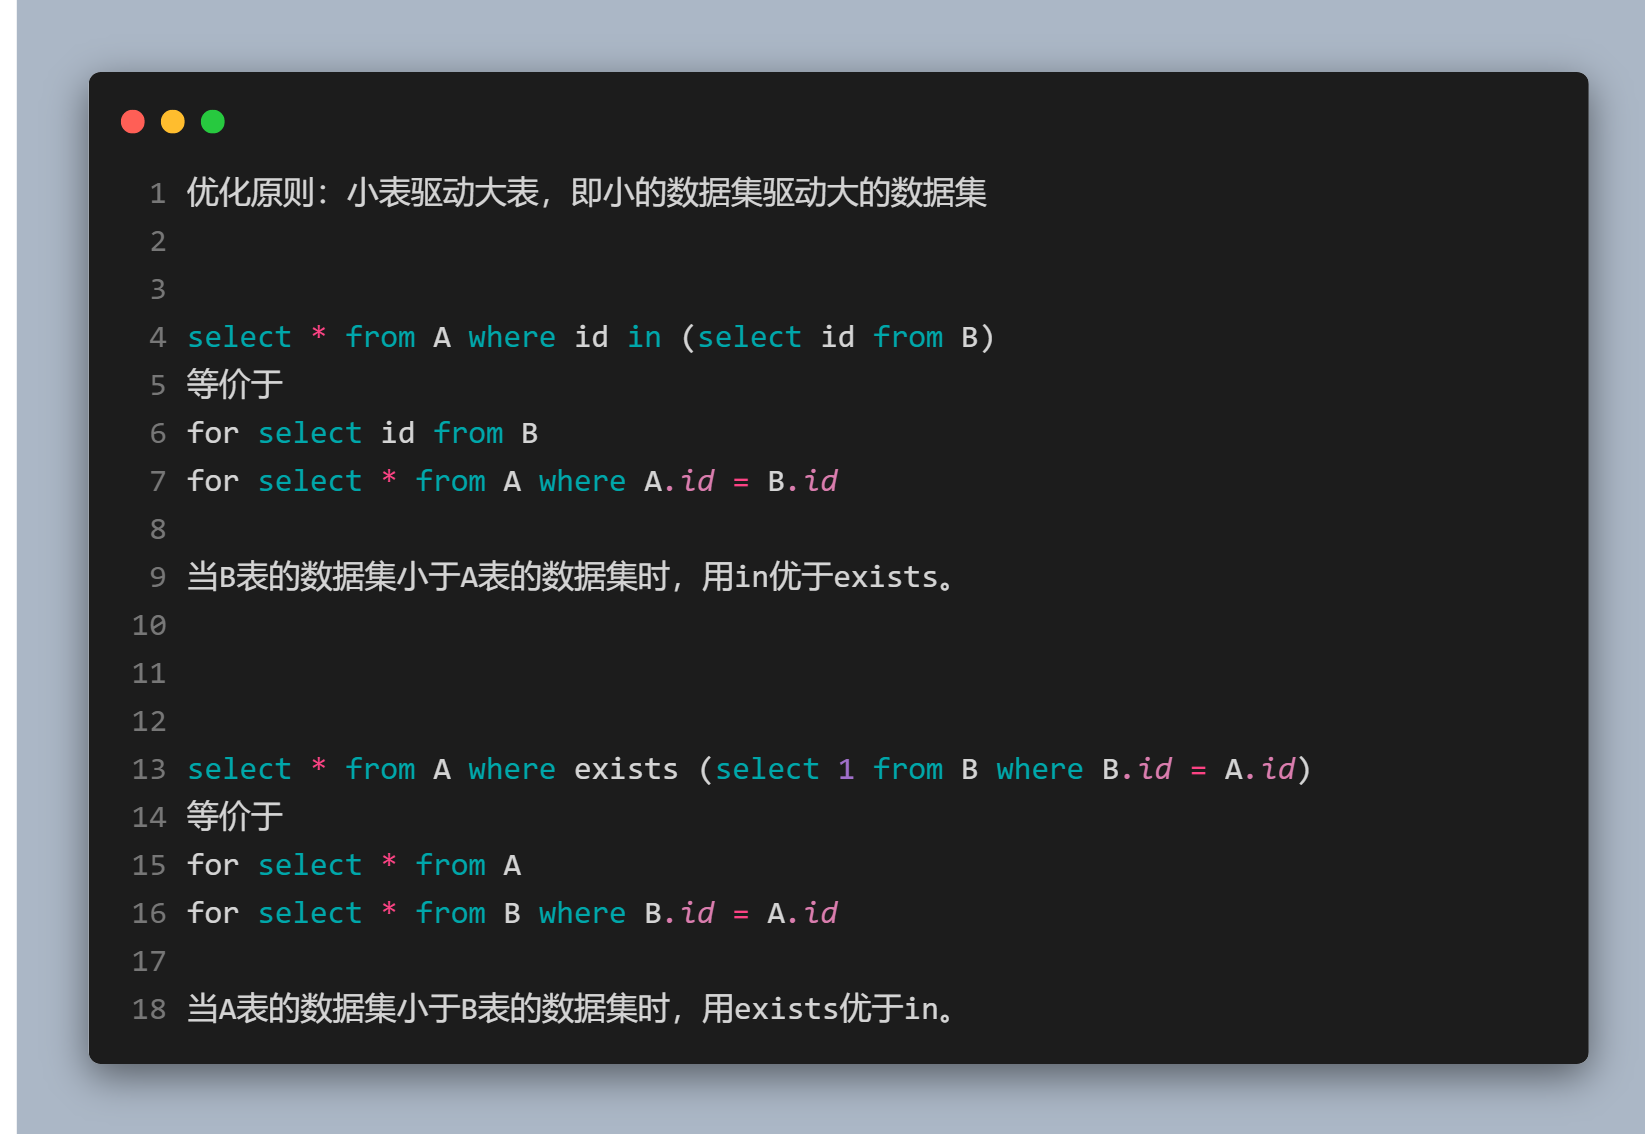 1 优化原则：小表驱动大表，即小的数据集驱动大的数据集
2
3
4 select * from A where id in (select id from B)
5 等价于
6 for select id from B
7 for select * from A where A.id = B.id
8
9 当B表的数据集小于A表的数据集时，用in优于exists。
10
11
12
13 select * from A where exists (select 1 from B where B.id = A.id)
14 等价于
15 for select * from A
16 for select * from B where B.id = A.id
17
18 当A表的数据集小于B表的数据集时，用exists优于in。